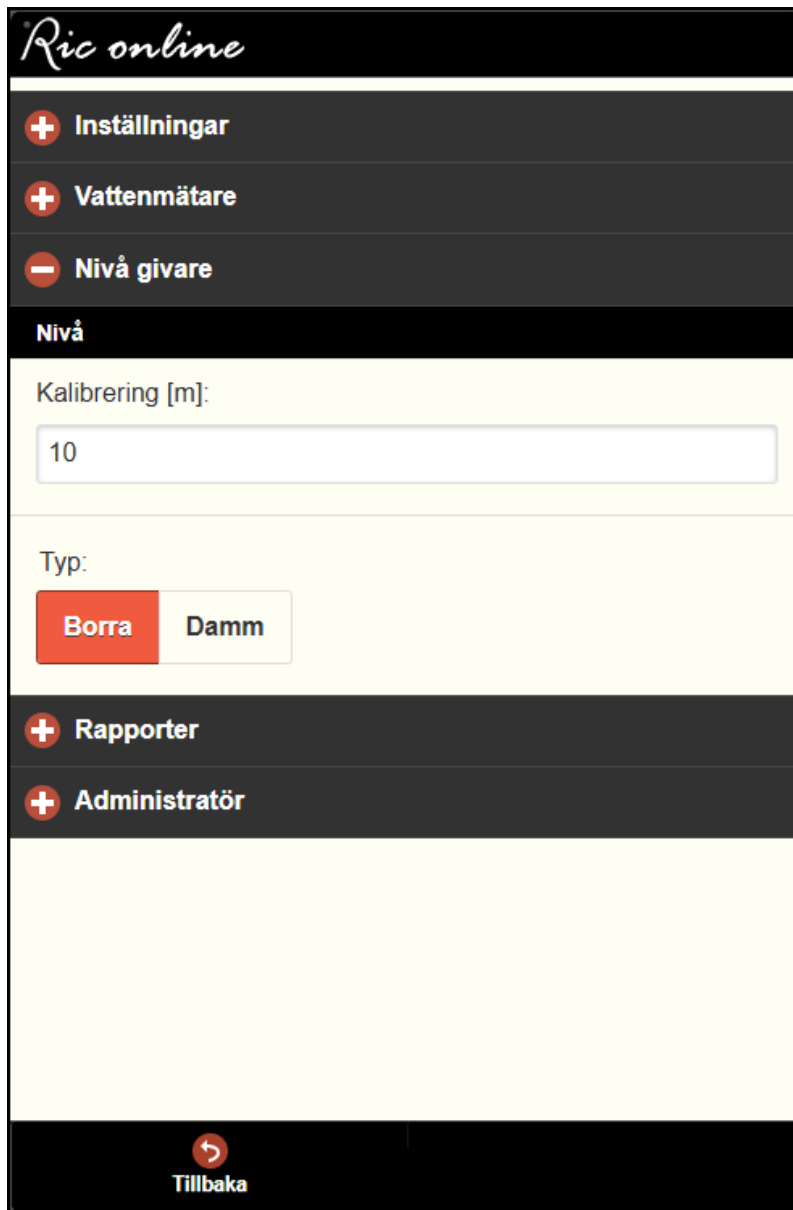 Ric online
Inställningar
Vattenmätare
Nivå givare
Nivå
Kalibrering [m]:
10
Typ:
Borra Damm
Rapporter
Administratör
Tillbaka